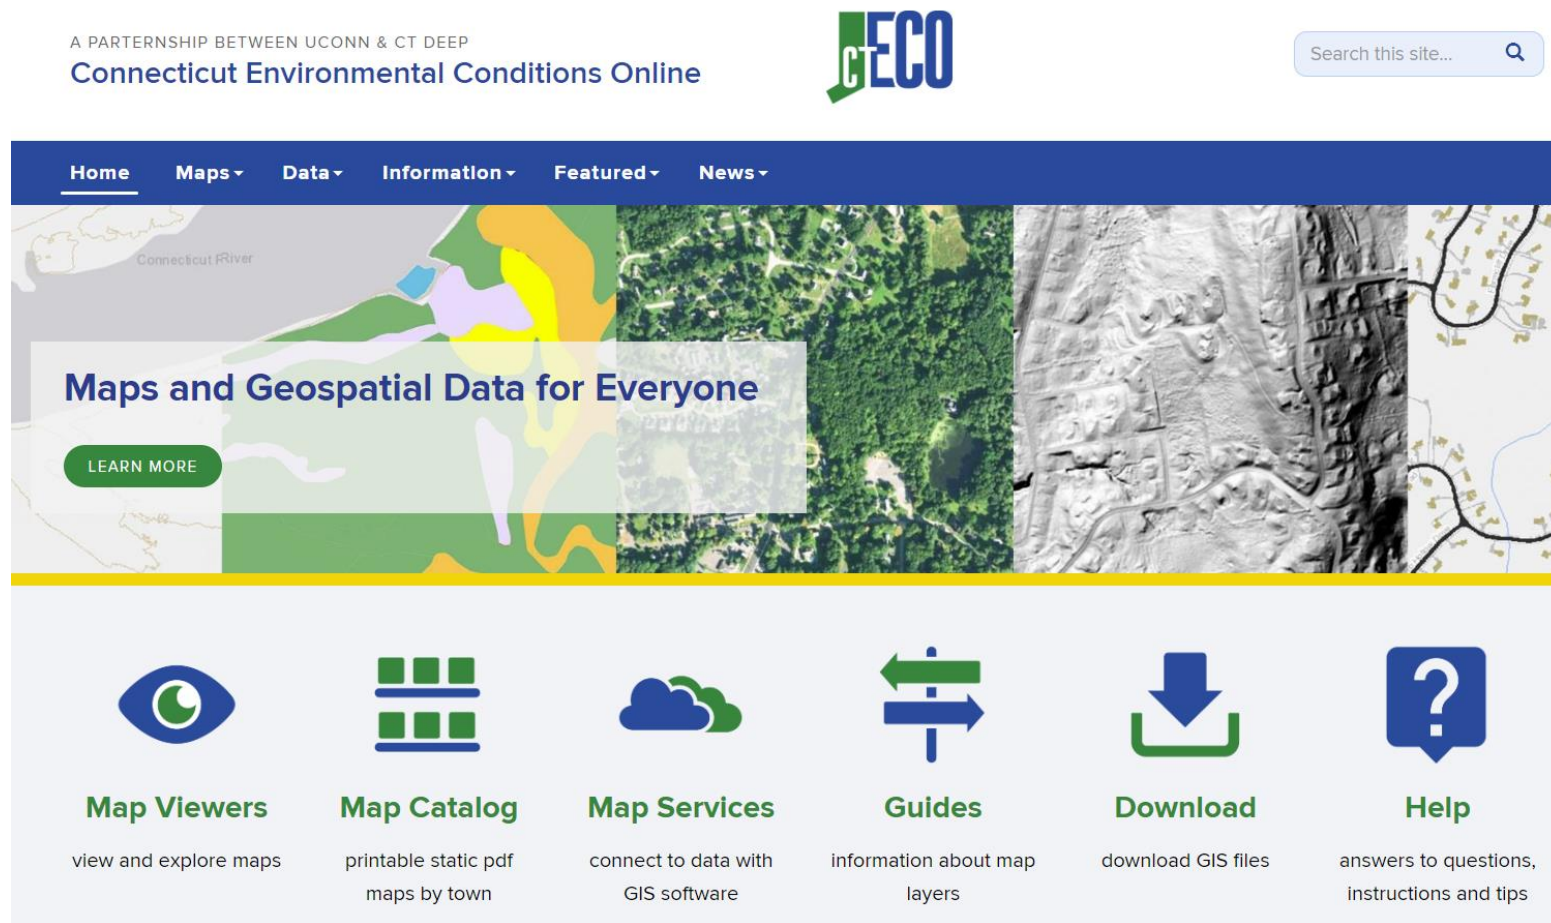 A PARTERNSHIP BETWEEN UCONN & CT DEEP
Connecticut Environmental Conditions Online
CT ECO
Search this site...
Home Maps Data Information Featured News
Connecticut River
Maps and Geospatial Data for Everyone
LEARN MORE
?
Map Viewers
view and explore maps
Map Catalog
printable static pdf
maps by town
Map Services
connect to data with
GIS software
Guides
information about map
layers
Download
download GIS files
Help
answers to questions,
instructions and tips